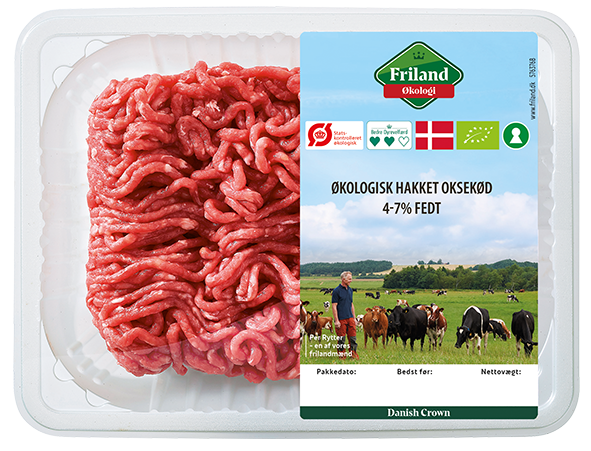 Friland
Økologi
www.friland.dk 5763768
Stats-
kontrolleret
økologisk
Bedre Dyrevelfærd
ØKOLOGISK HAKKET OKSEKØD
4-7% FEDT
Per Rytter
- en af vores
frilandmænd
Pakkedato: Bedst før: Nettovægt:
Danish Crown